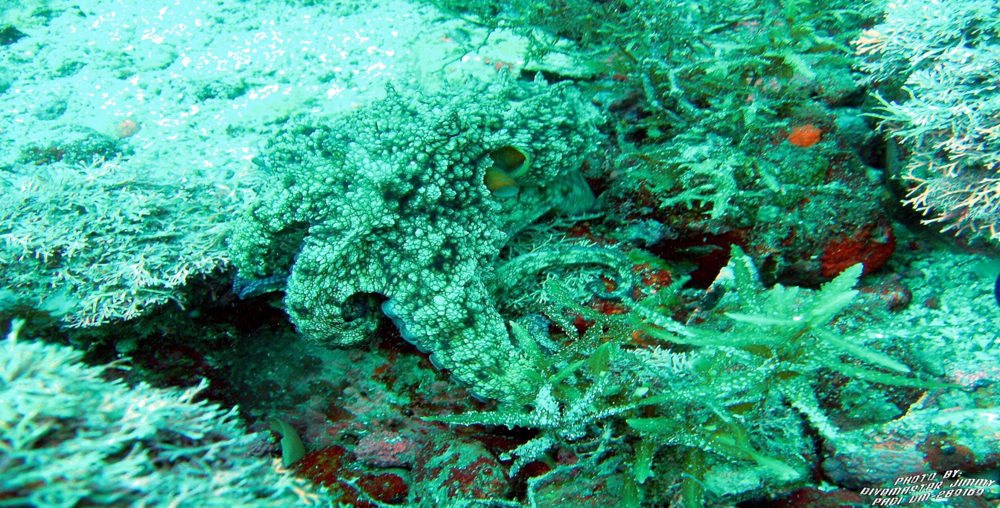 PHOTO BY:
DIVEMASTER JIMMY
PADI DM-289169